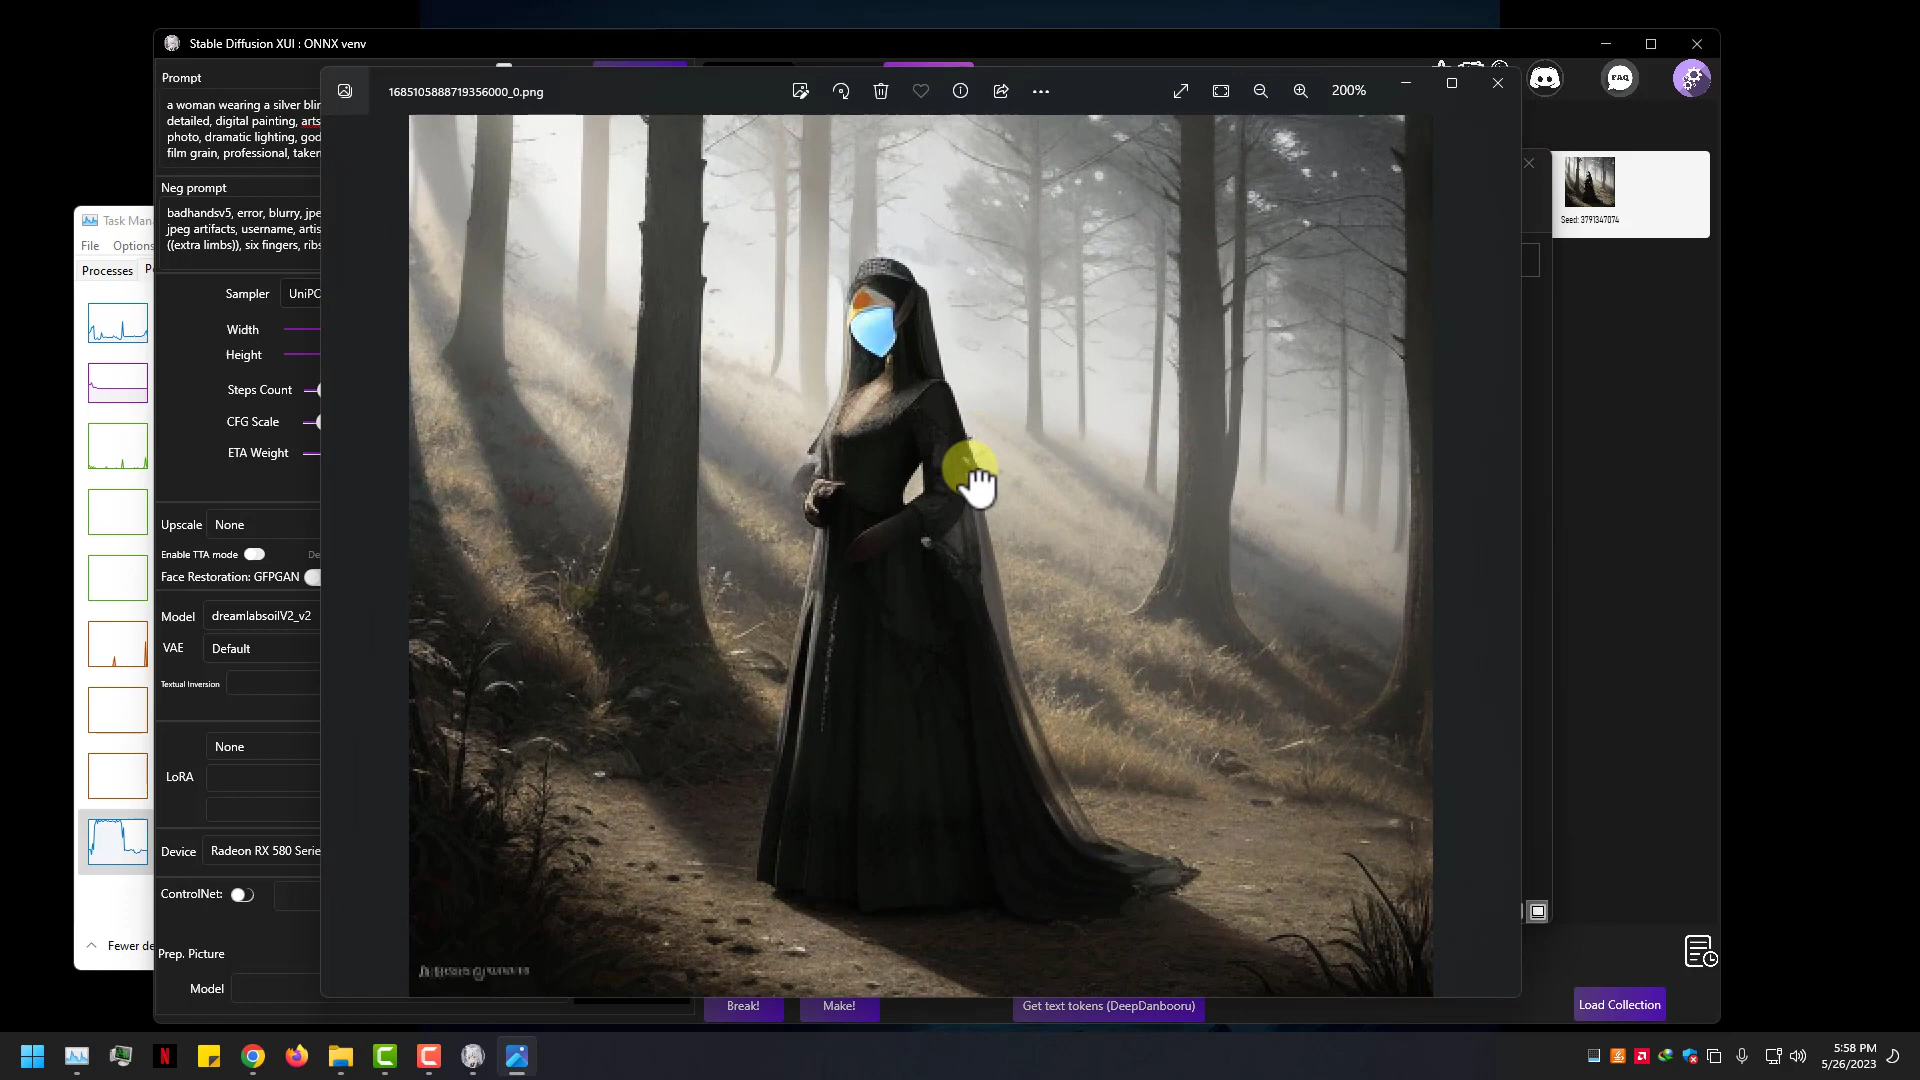 Stable Diffusion XUI : ONNX venv
Prompt
1685105888719356000_0.png
200%
FAQ
a woman wearing a silver blin
detailed, digital painting, arts
photo, dramatic lighting, god
film grain, professional, taken
Neg prompt
badhandsv5, error, blurry, jpe
jpeg artifacts, username, artis
((extra limbs)), six fingers, ribs
Seed: 3791347074
Task Man
File Options
Processes
Sampler UniPC
Width
Height
Steps Count
CFG Scale
ETA Weight
Upscale None
Enable TTA mode De
Face Restoration: GFPGAN
Model dreamlabsoilV2_v2
VAE Default
Textual Inversion
None
LoRA
Device Radeon RX 580 Serie
ControlNet:
Fewer de
Prep. Picture
Model
Break! Make! Get text tokens (DeepDanbooru) Load Collection
5:58 PM
5/26/2023